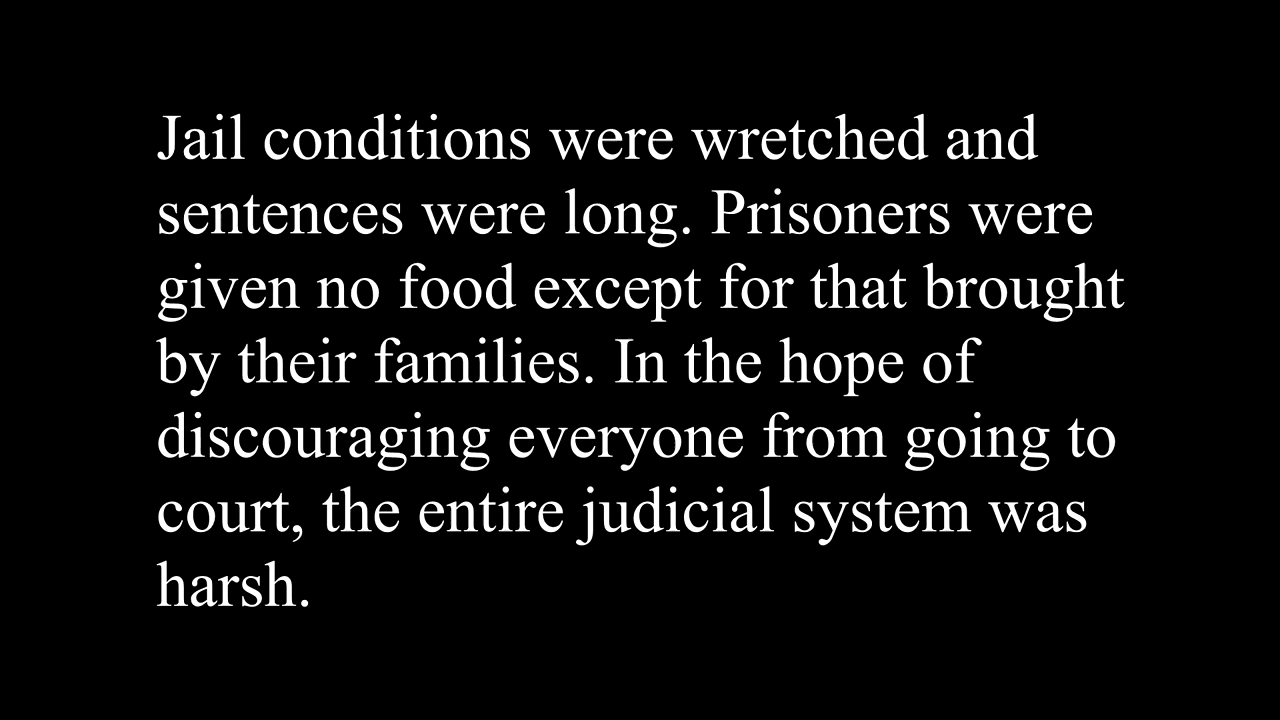 Jail conditions were wretched and
sentences were long. Prisoners were
given no food except for that brought
by their families. In the hope of
discouraging everyone from going to
court, the entire judicial system was
harsh.